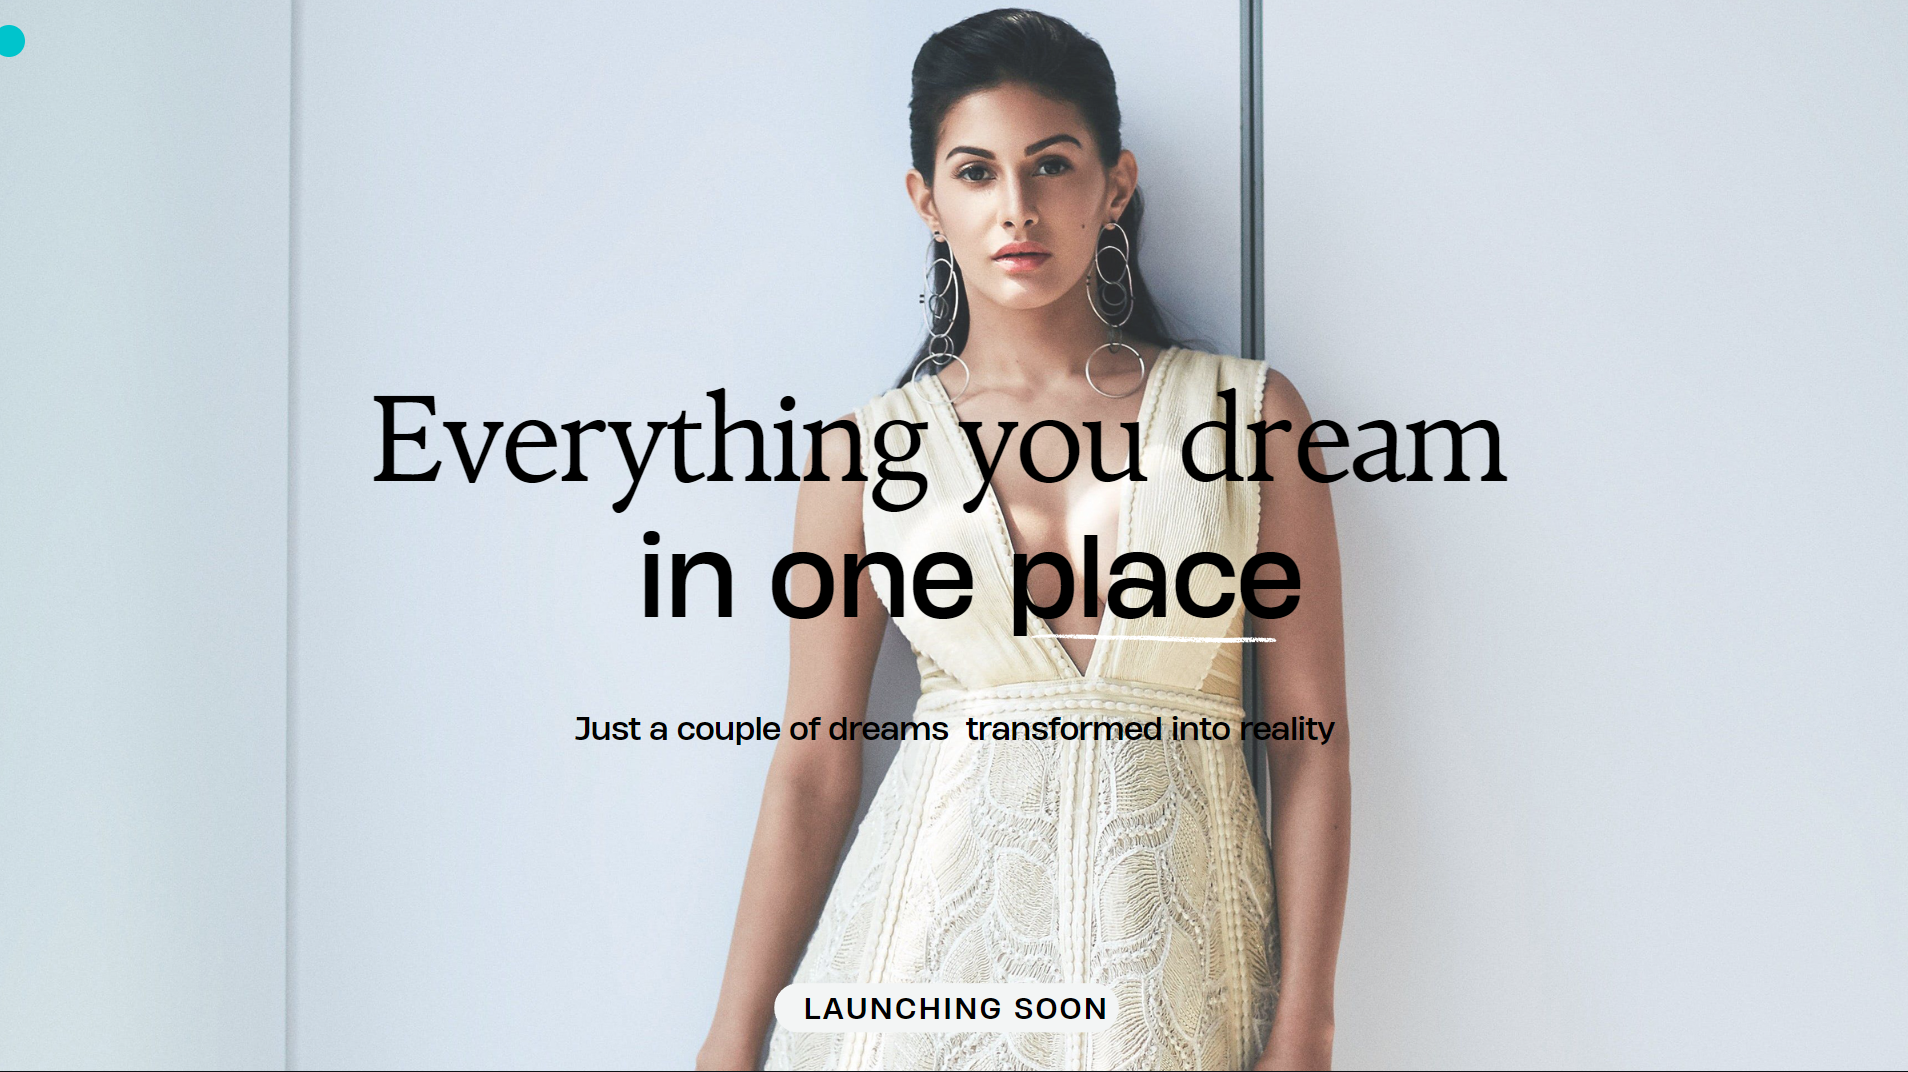 Everything you dream
in one place
Just a couple of dreams  transformed into reality
LAUNCHING SOON